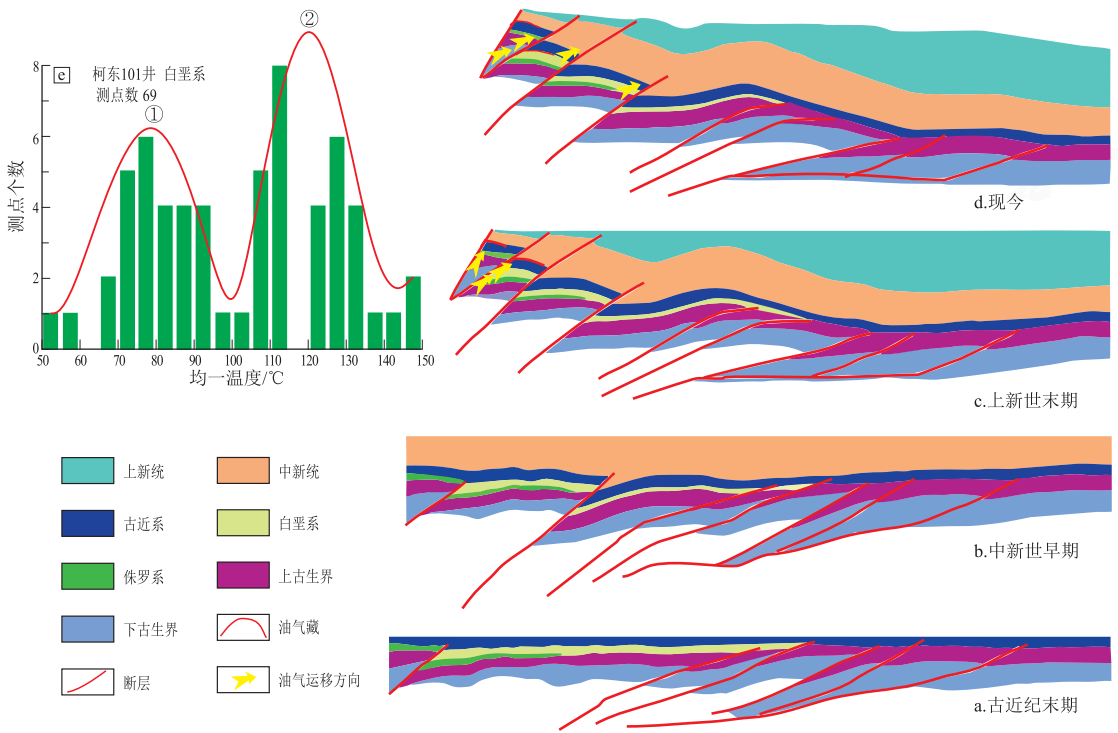 ②
8
e 柯东101井 白垩系
测点数 69
①
6
测点个数
4
2
0
50 60 70 80 90 100 110 120 130 140 150
均一温度/℃
d.现今
c.上新世末期
b.中新世早期
a.古近纪末期
上新统 中新统
古近系 白垩系
侏罗系 上古生界
下古生界 油气藏
断层 油气运移方向